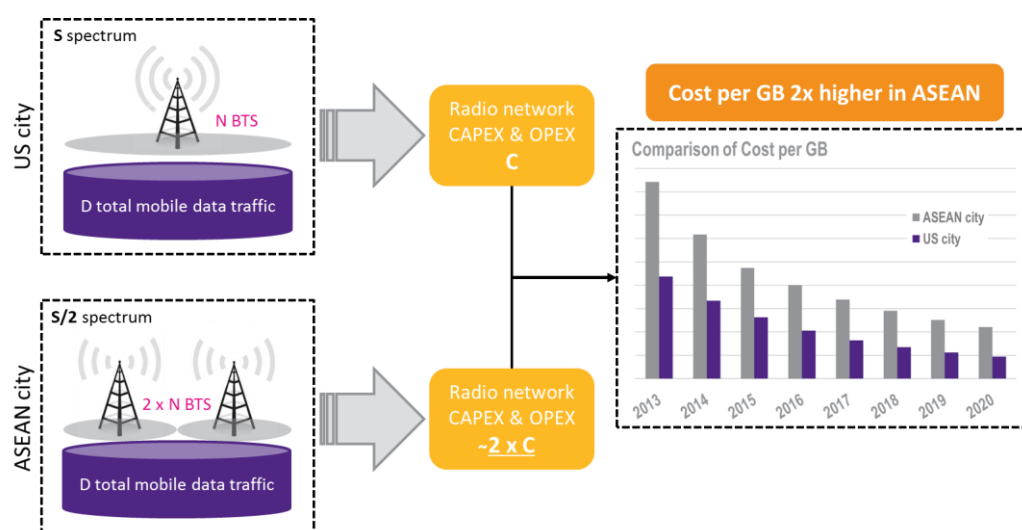 US city
S spectrum
N BTS
D total mobile data traffic
Radio network
CAPEX & OPEX
C
ASEAN city
S/2 spectrum
2 x N BTS
D total mobile data traffic
Radio network
CAPEX & OPEX
~2 x C
Cost per GB 2x higher in ASEAN
Comparison of Cost per GB
ASEAN city
US city
2013
2014
2015
2016
2017
2018
2019
2020